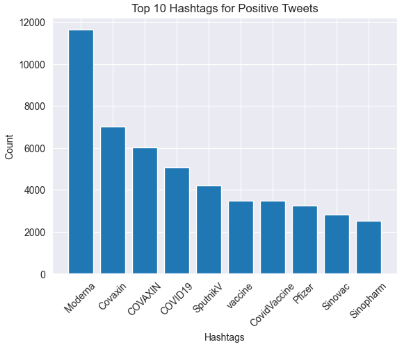 Top 10 Hashtags for Positive Tweets
12000
10000
8000
6000
4000
2000
0
Count
Moderna
Covaxin
COVAXIN
COVID19
SputnikV
vaccine
CovidVaccine
Pfizer
Sinovac
Sinopharm
Hashtags